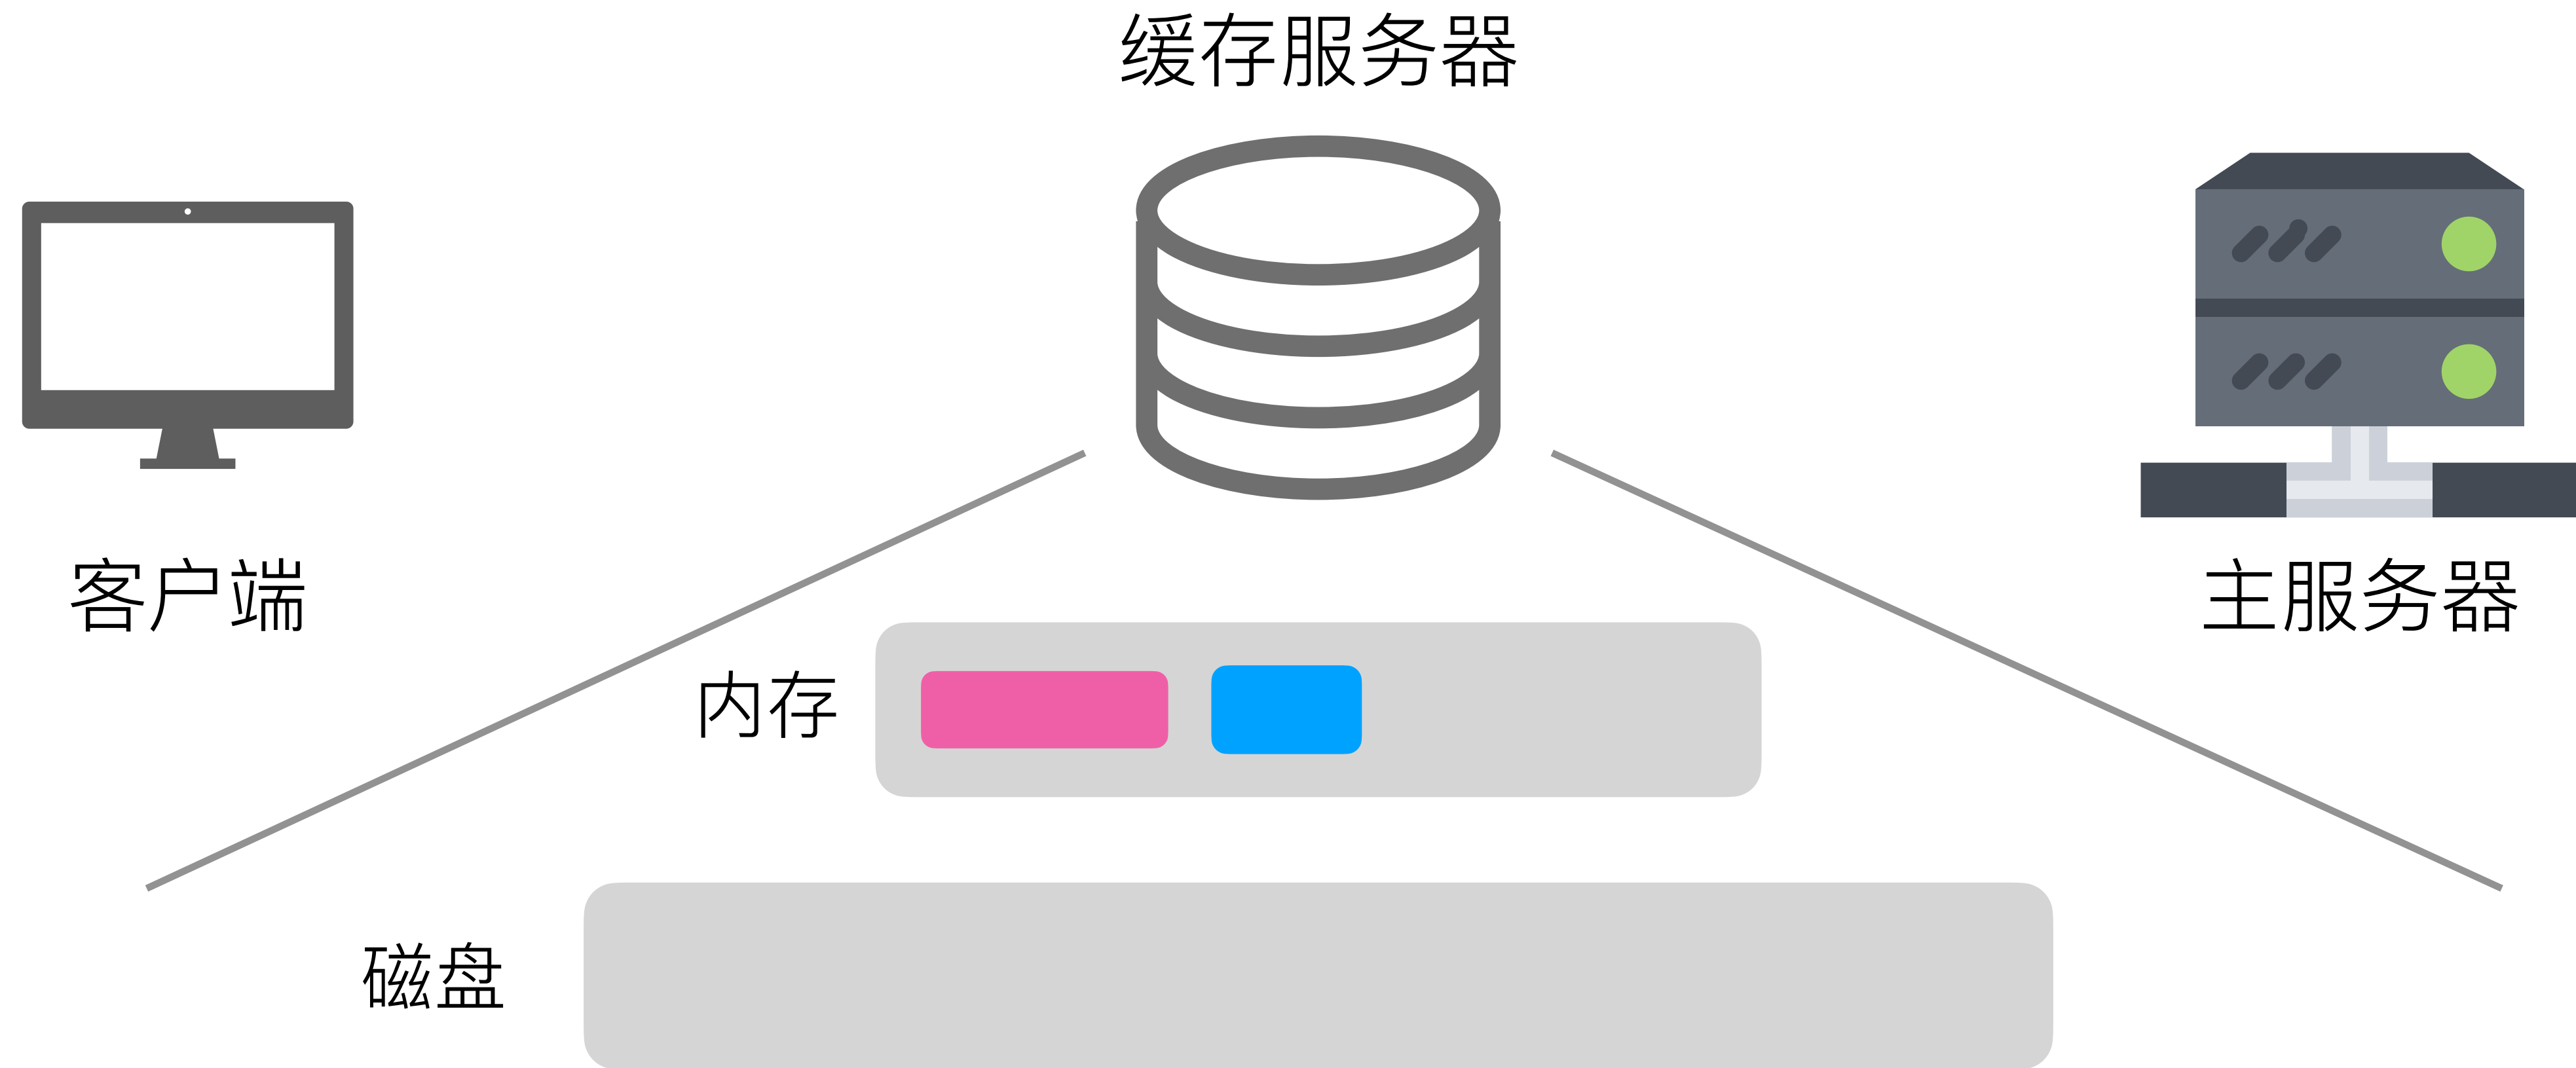 缓存服务器
客户端
主服务器
内存
磁盘